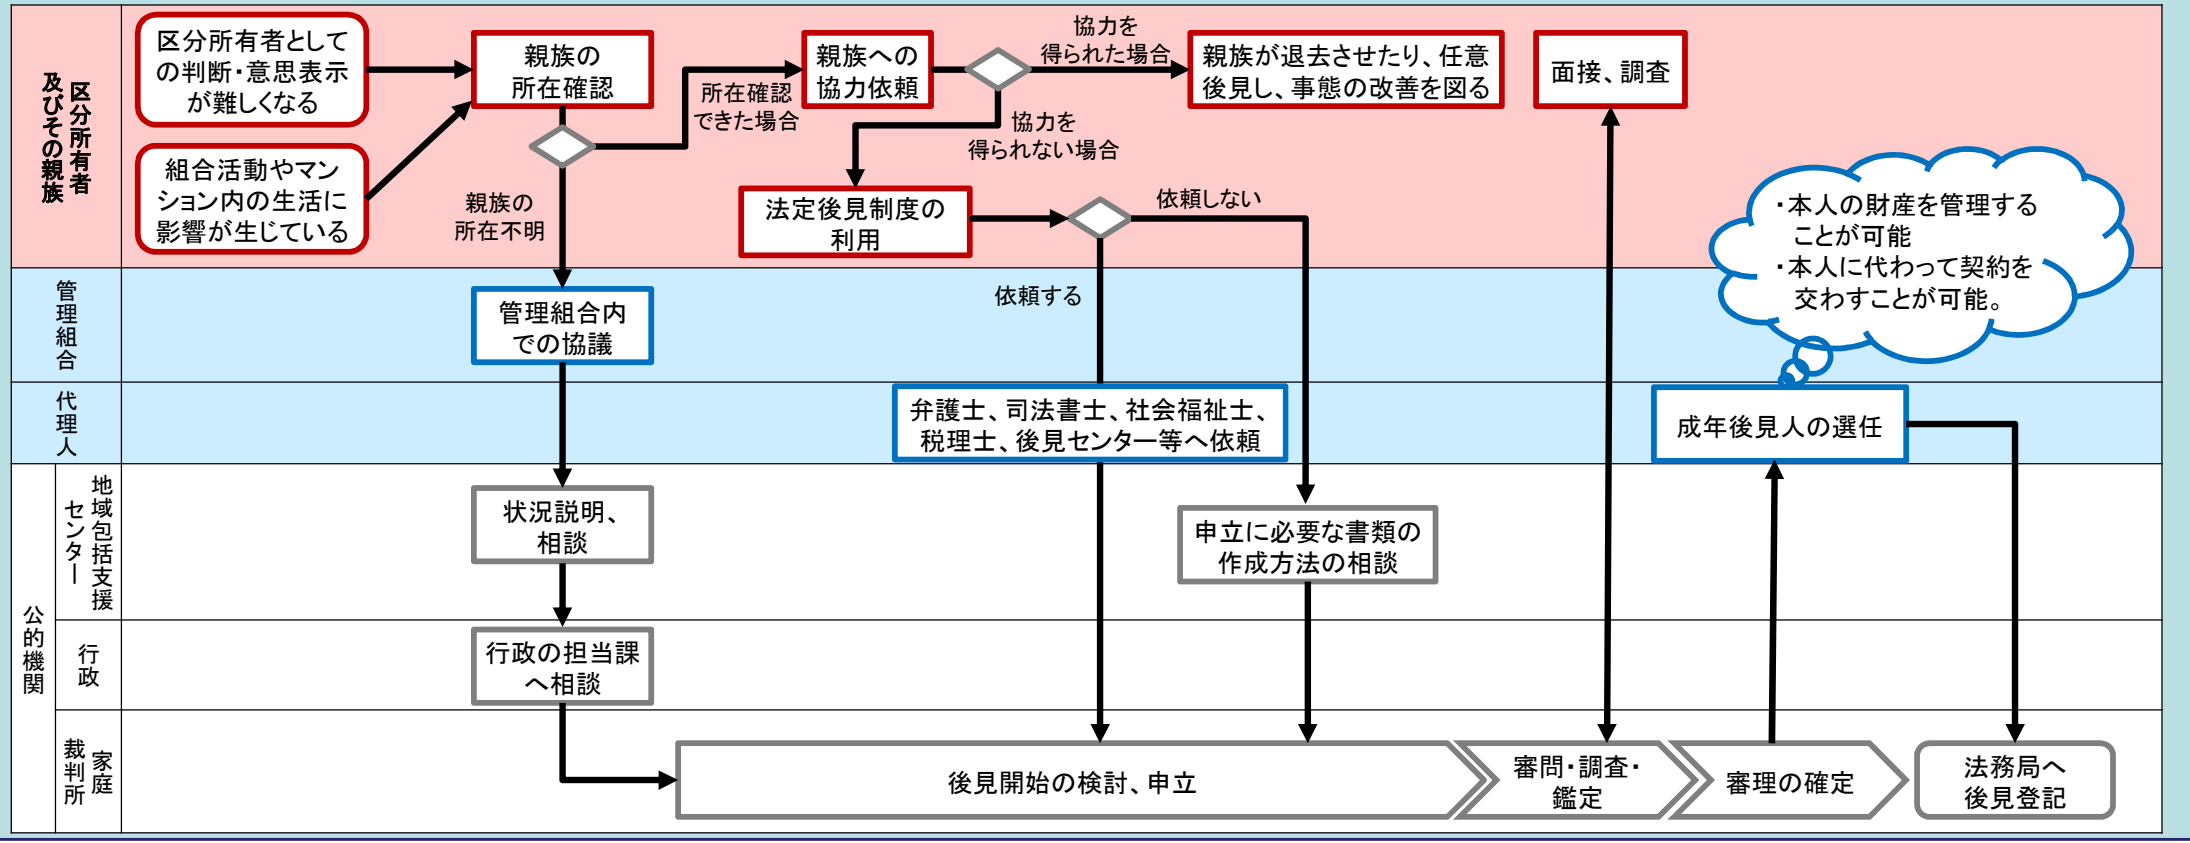 区分所有者
及びその親族
区分所有者として
の判断・意思表示
が難しくなる
組合活動やマン
ション内の生活に
影響が生じている
親族の
所在確認
所在確認
できた場合
親族の
所在不明
親族への
協力依頼
協力を
得られた場合
協力を
得られない場合
親族が退去させたり、任意
後見し、事態の改善を図る
法定後見制度の
利用
依頼しない
依頼する
面接、調査
・本人の財産を管理する
ことが可能
・本人に代わって契約を
交わすことが可能。
管理組合
管理組合内
での協議
代理人
弁護士、司法書士、社会福祉士、
税理士、後見センター等へ依頼
成年後見人の選任
公的機関
地域包括支援
センター
状況説明、
相談
申立に必要な書類の
作成方法の相談
行政
行政の担当課
へ相談
家庭
裁判所
後見開始の検討、申立
審問・調査・
鑑定
審理の確定
法務局へ
後見登記